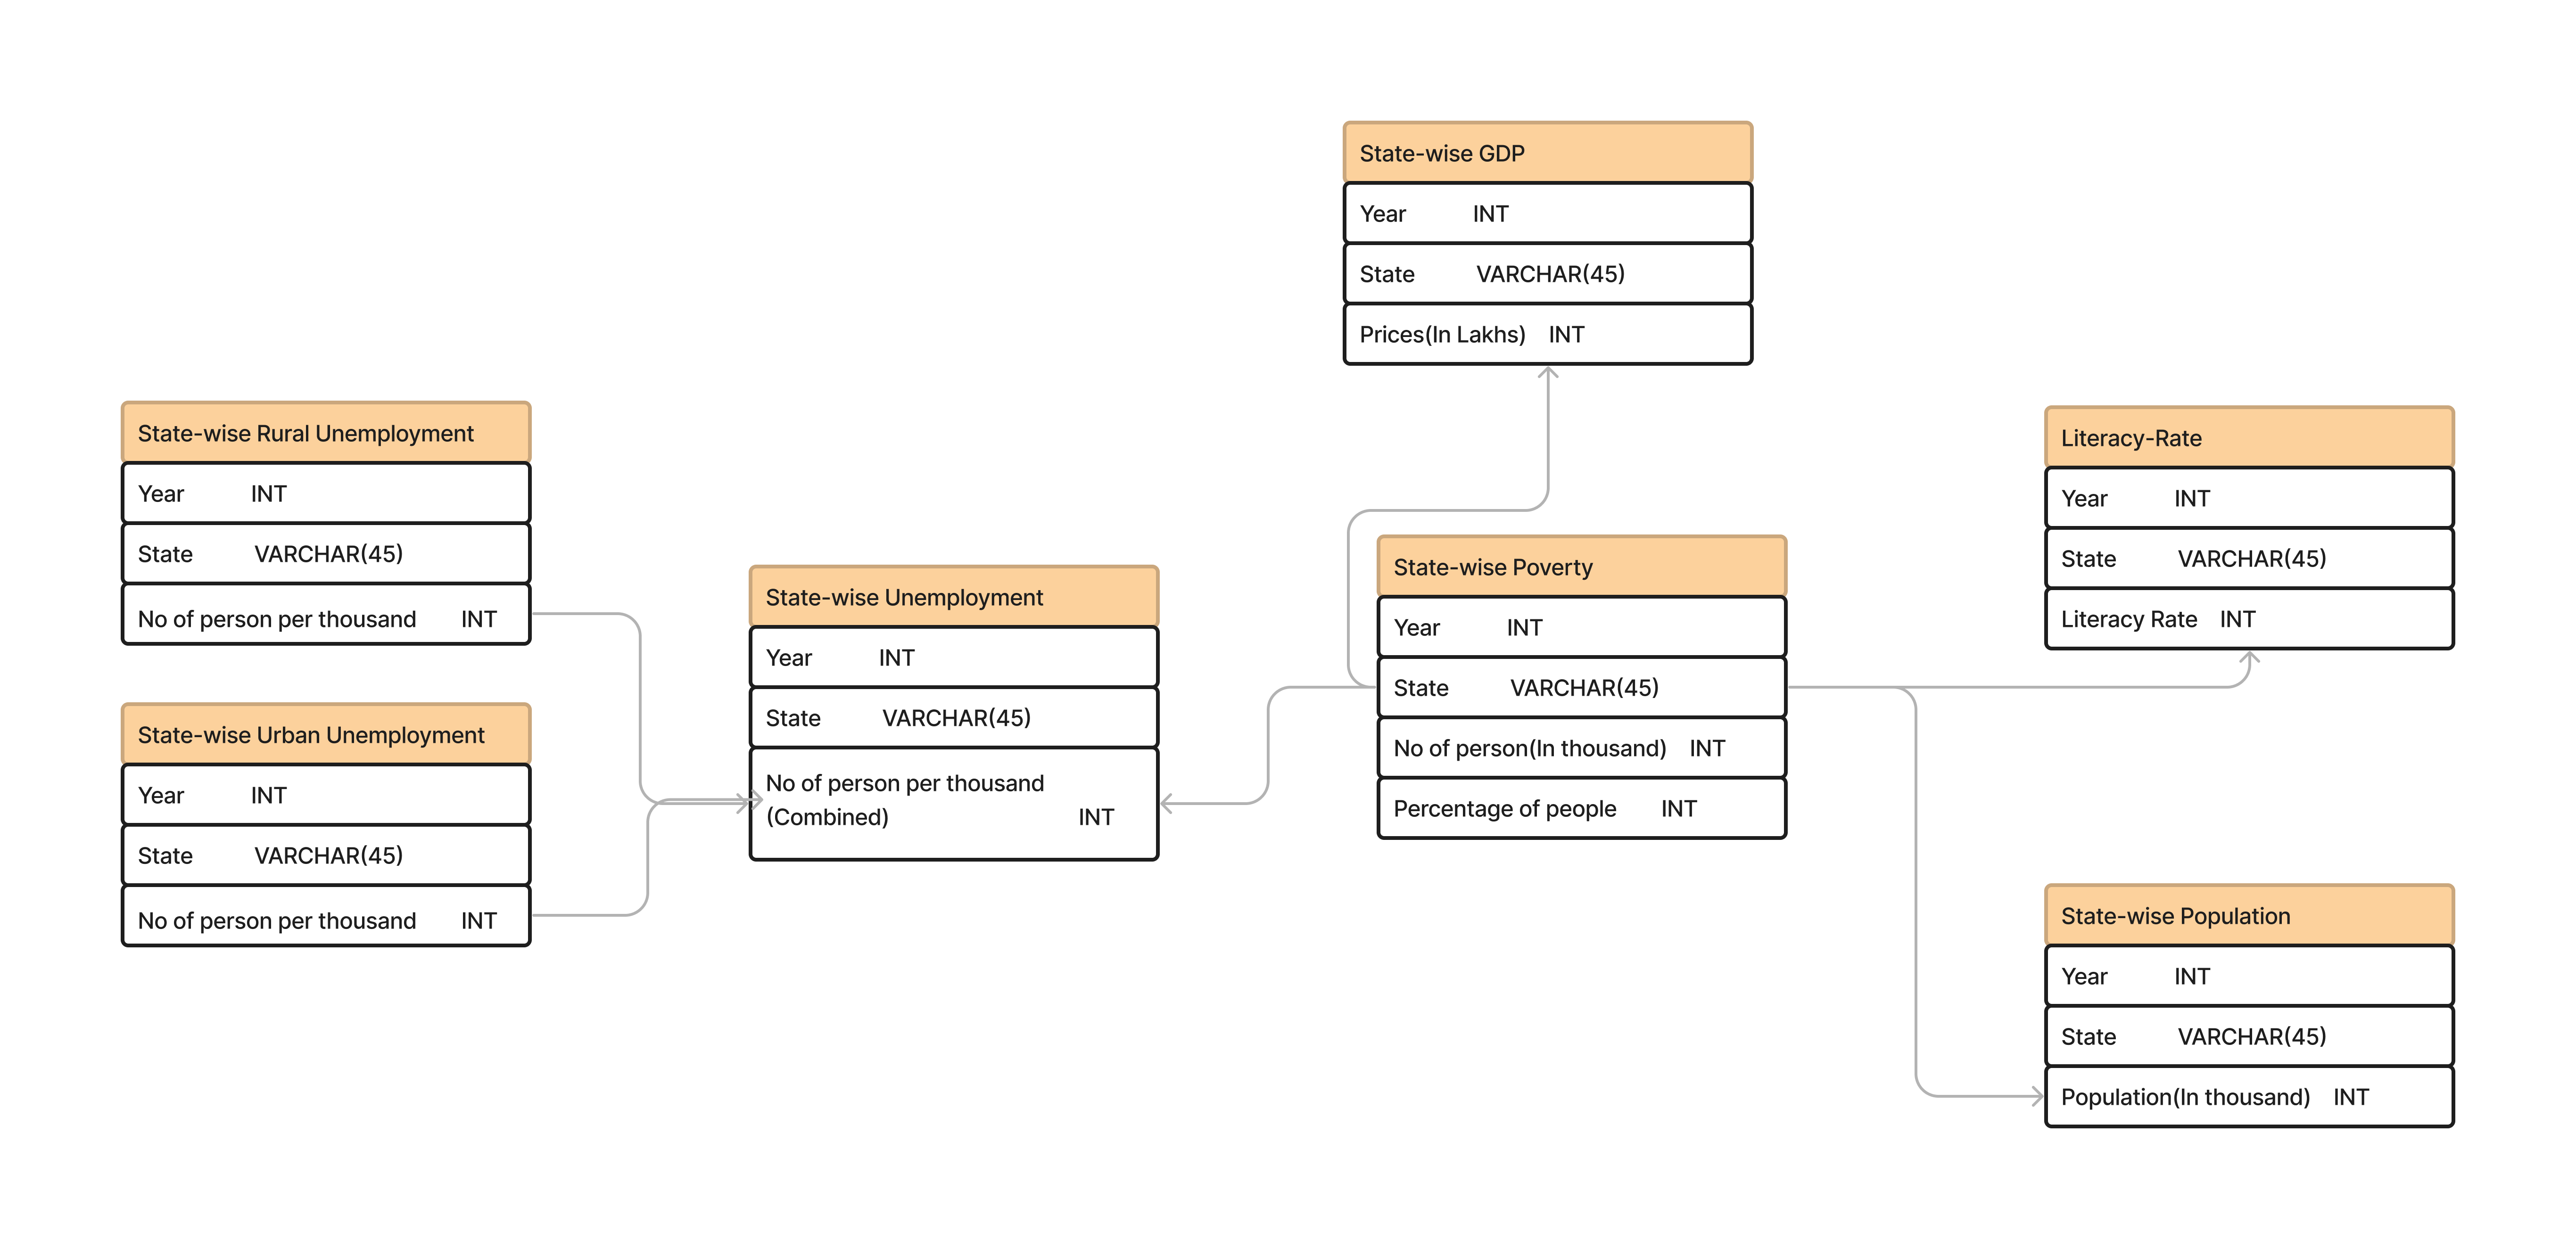 State-wise GDP
Year INT
State VARCHAR(45)
Prices(In Lakhs) INT
State-wise Rural Unemployment
Year INT
State VARCHAR(45)
No of person per thousand INT
State-wise Urban Unemployment
Year INT
State VARCHAR(45)
No of person per thousand INT
State-wise Unemployment
Year INT
State VARCHAR(45)
No of person per thousand
(Combined) INT
State-wise Poverty
Year INT
State VARCHAR(45)
No of person(In thousand) INT
Percentage of people INT
Literacy-Rate
Year INT
State VARCHAR(45)
Literacy Rate INT
State-wise Population
Year INT
State VARCHAR(45)
Population(In thousand) INT